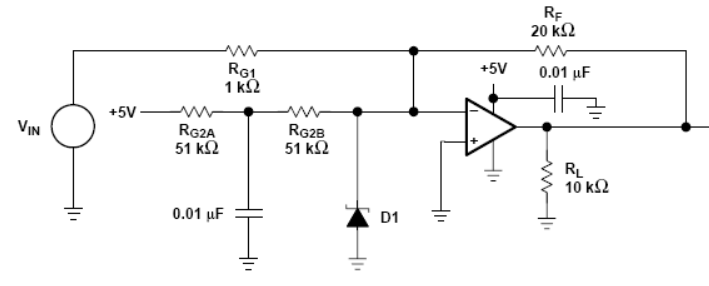 RF
20 kΩ
+5V
0.01 µF
RG1
1 kΩ
VIN
+5V
RG2A
51 kΩ
RG2B
51 kΩ
−
+
RL
10 kΩ
0.01 µF
D1